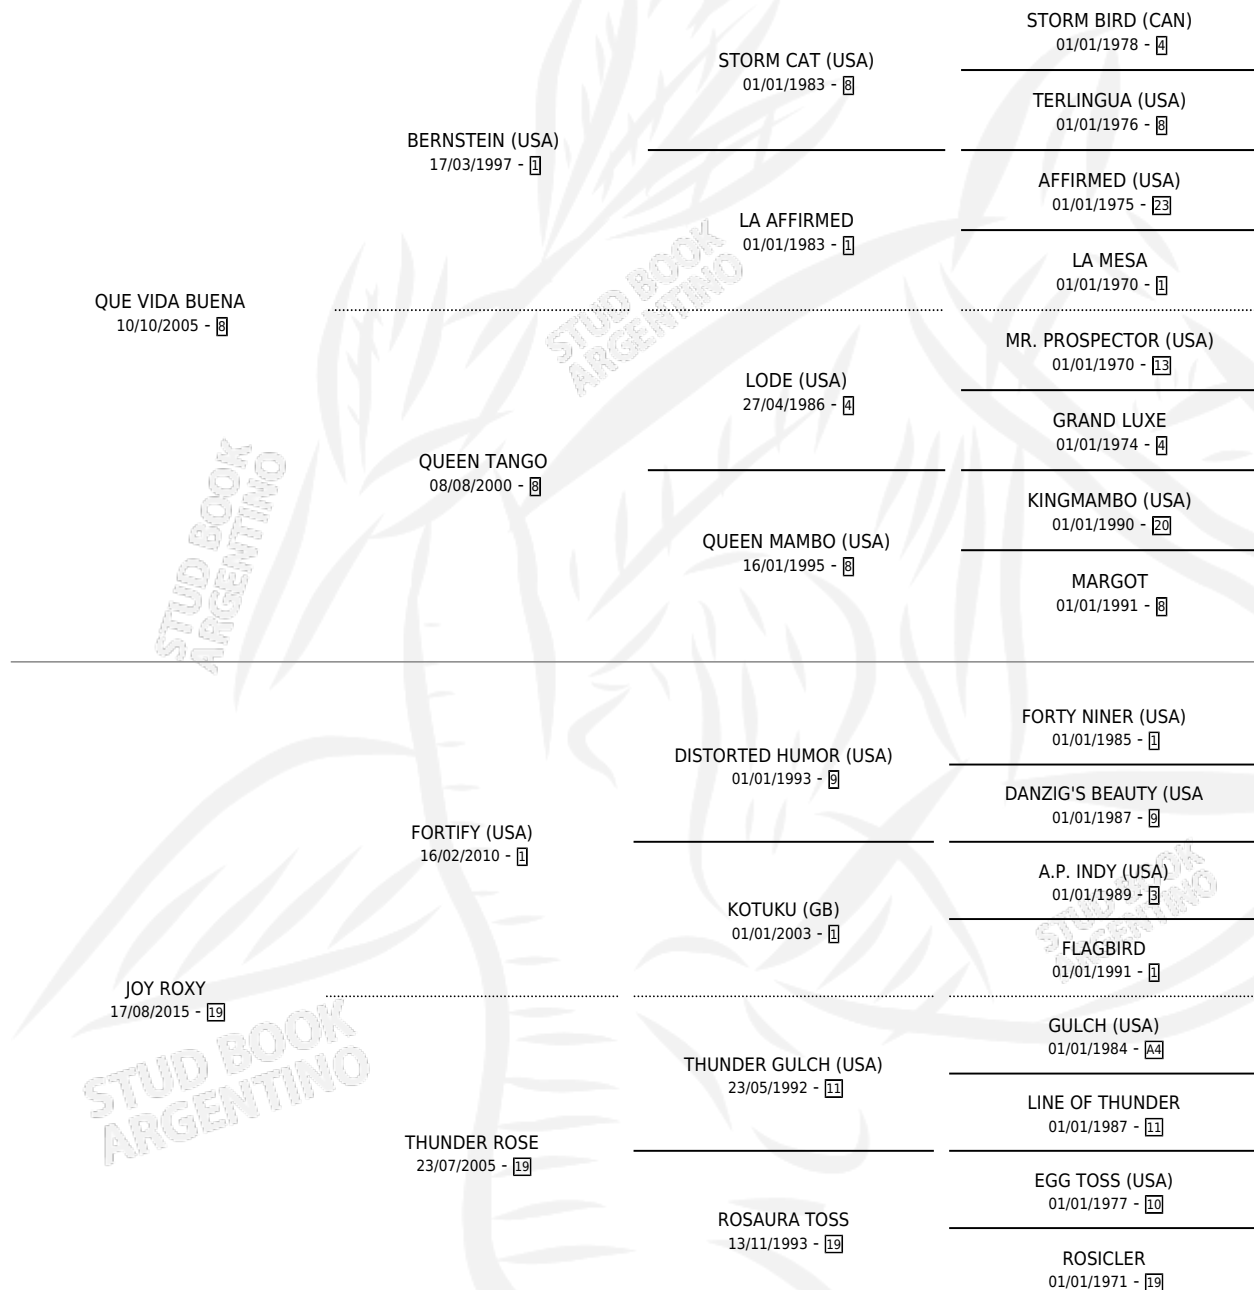 STORM BIRD (CAN)
01/01/1978 - 4
STORM CAT (USA)
01/01/1983 - 8
TERLINGUA (USA)
01/01/1976 - 8
BERNSTEIN (USA)
17/03/1997 - 1
AFFIRMED (USA)
01/01/1975 - 23
LA AFFIRMED
01/01/1983 - 1
LA MESA
01/01/1970 - 1
QUE VIDA BUENA
10/10/2005 - 8
MR. PROSPECTOR (USA)
01/01/1970 - 13
LODE (USA)
27/04/1986 - 4
GRAND LUXE
01/01/1974 - 4
QUEEN TANGO
08/08/2000 - 8
KINGMAMBO (USA)
01/01/1990 - 20
QUEEN MAMBO (USA)
16/01/1995 - 8
MARGOT
01/01/1991 - 8
FORTY NINER (USA)
01/01/1985 - 1
DISTORTED HUMOR (USA)
01/01/1993 - 9
DANZIG'S BEAUTY (USA
01/01/1987 - 9
FORTIFY (USA)
16/02/2010 - 1
A.P. INDY (USA)
01/01/1989 - 3
KOTUKU (GB)
01/01/2003 - 1
FLAGBIRD
01/01/1991 - 1
JOY ROXY
17/08/2015 - 19
GULCH (USA)
01/01/1984 - A4
THUNDER GULCH (USA)
23/05/1992 - 11
LINE OF THUNDER
01/01/1987 - 11
THUNDER ROSE
23/07/2005 - 19
EGG TOSS (USA)
01/01/1977 - 10
ROSAURA TOSS
13/11/1993 - 19
ROSICLER
01/01/1971 - 19
STUD BOOK
ARGENTINO
STUD BOOK
ARGENTINO
STUD BOOK
ARGENTINO
STUD BOOK
ARGENTINO